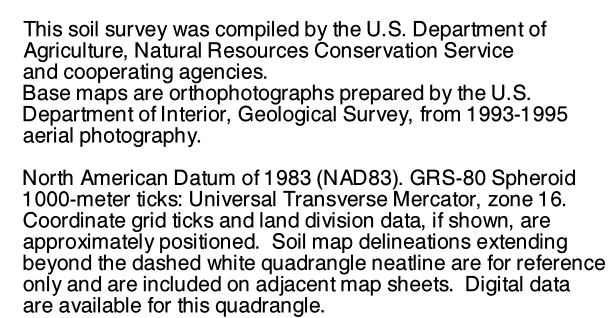 This soil survey was compiled by the U.S. Department of
Agriculture, Natural Resources Conservation Service
and cooperating agencies.
Base maps are orthophotographs prepared by the U.S.
Department of Interior, Geological Survey, from 1993-1995
aerial photography.

North American Datum of 1983 (NAD83). GRS-80 Spheroid
1000-meter ticks: Universal Transverse Mercator, zone 16.
Coordinate grid ticks and land division data, if shown, are
approximately positioned.  Soil map delineations extending
beyond the dashed white quadrangle neatline are for reference
only and are included on adjacent map sheets.  Digital data
are available for this quadrangle.